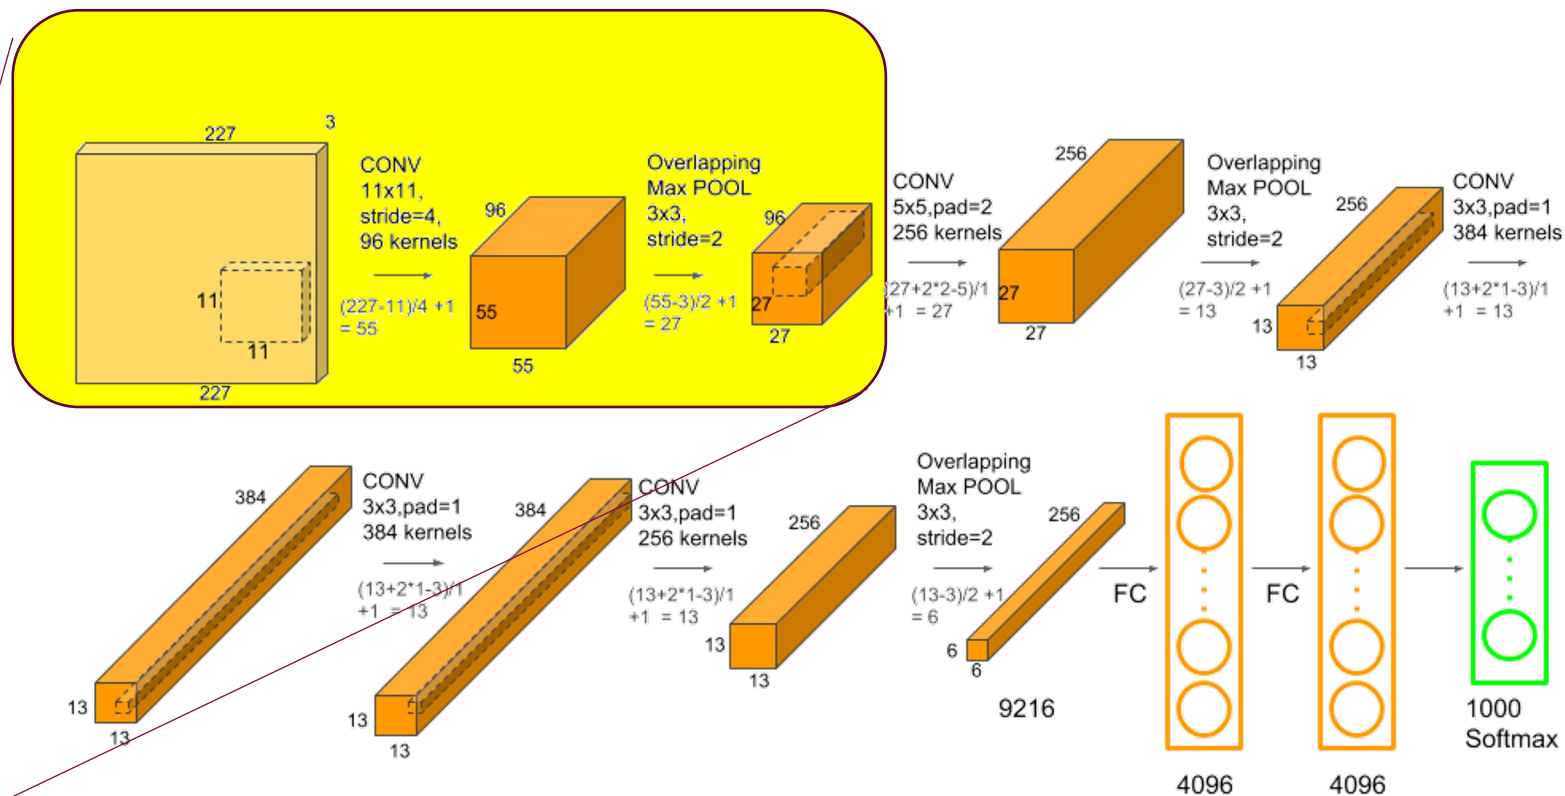 227
3
11
11
227
CONV
11x11,
stride=4,
96 kernels
(227-11)/4 +1
= 55
96
55
55
Overlapping
Max POOL
3x3,
stride=2
(55-3)/2 +1
= 27
96
27
27
CONV
5x5,pad=2
256 kernels
(27+2*2-5)/1
+1 = 27
256
27
27
Overlapping
Max POOL
3x3,
stride=2
(27-3)/2 +1
= 13
256
13
13
CONV
3x3,pad=1
384 kernels
(13+2*1-3)/1
+1 = 13
384
13
13
CONV
3x3,pad=1
384 kernels
(13+2*1-3)/1
+1 = 13
384
13
13
CONV
3x3,pad=1
256 kernels
(13+2*1-3)/1
+1 = 13
256
13
13
Overlapping
Max POOL
3x3,
stride=2
(13-3)/2 +1
= 6
256
6
6
9216
FC
4096
FC
4096
1000
Softmax